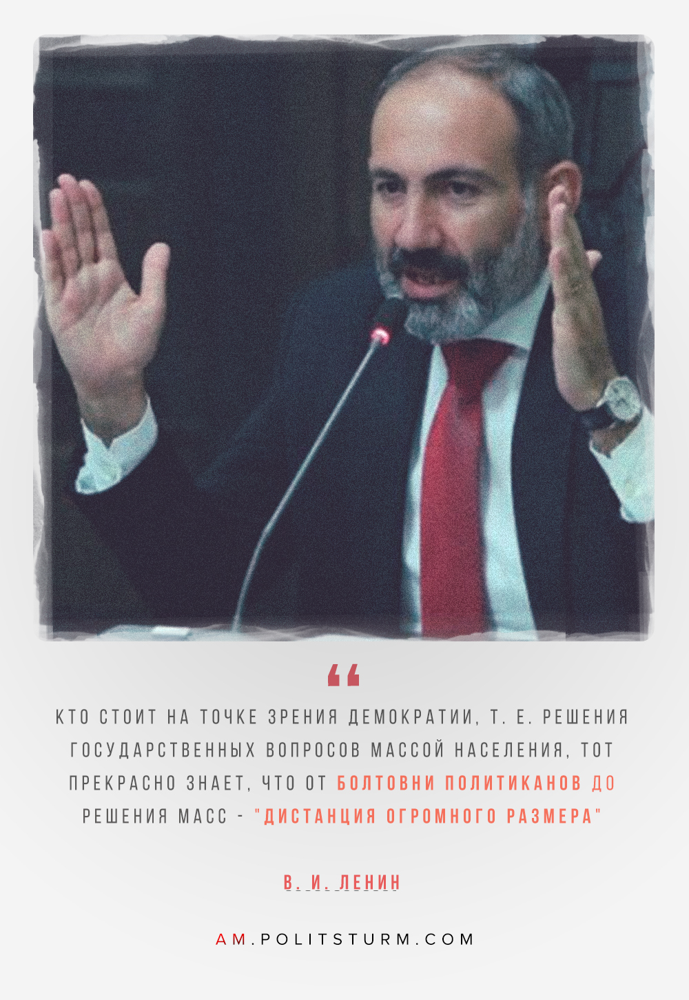 ❛❛
КТО СТОИТ НА ТОЧКЕ ЗРЕНИЯ ДЕМОКРАТИИ, Т. Е. РЕШЕНИЯ
ГОСУДАРСТВЕННЫХ ВОПРОСОВ МАССОЙ НАСЕЛЕНИЯ, ТОТ
ПРЕКРАСНО ЗНАЕТ, ЧТО ОТ БОЛТОВНИ ПОЛИТИКАНОВ ДО
РЕШЕНИЯ МАСС - "ДИСТАНЦИЯ ОГРОМНОГО РАЗМЕРА"
В. И. ЛЕНИН
AM.POLITSTURM.COM